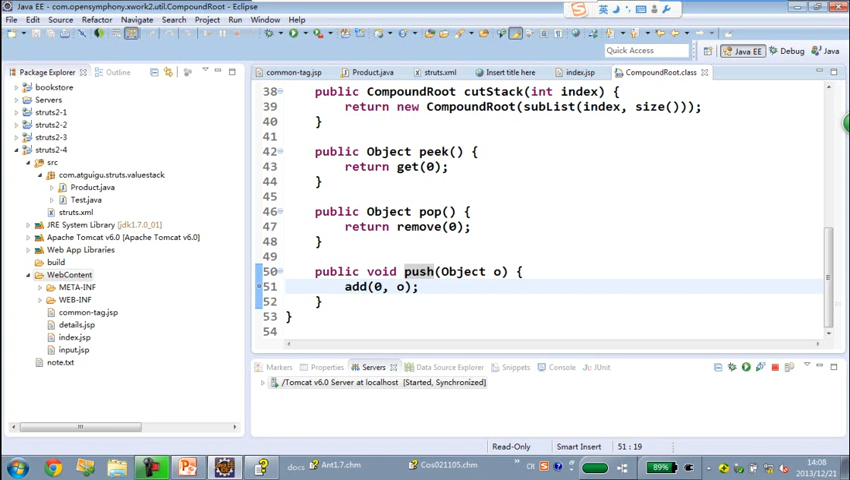 Java EE - com.opensymphony.xwork2.util.CompoundRoot - Eclipse
File Edit Source Refactor Navigate Search Project Run Window Help
英
Quick Access
Java EE
Debug
Java
Package Explorer
Outline
bookstore
Servers
struts2-1
struts2-2
struts2-3
struts2-4
src
com.atguigu.struts.valuestack
Product.java
Test.java
struts.xml
JRE System Library [jdk1.7.0_01]
Apache Tomcat v6.0 [Apache Tomcat v6.0]
Web App Libraries
build
WebContent
META-INF
WEB-INF
common-tag.jsp
details.jsp
index.jsp
input.jsp
note.txt
common-tag.jsp
Product.java
struts.xml
Insert title here
index.jsp
CompoundRoot.class
38 public CompoundRoot cutStack(int index) {
39 return new CompoundRoot(subList(index, size()));
40 }
41
42 public Object peek() {
43 return get(0);
44 }
45
46 public Object pop() {
47 return remove(0);
48 }
49
50 public void push(Object o) {
51 add(0, o);
52 }
53 }
54
Markers
Properties
Servers
Data Source Explorer
Snippets
Console
JUnit
/Tomcat v6.0 Server at localhost [Started, Synchronized]
Read-Only
Smart Insert
51 : 19
docs
Ant1.7.chm
Cos021105.chm
CH
89%
14:08
2013/12/21